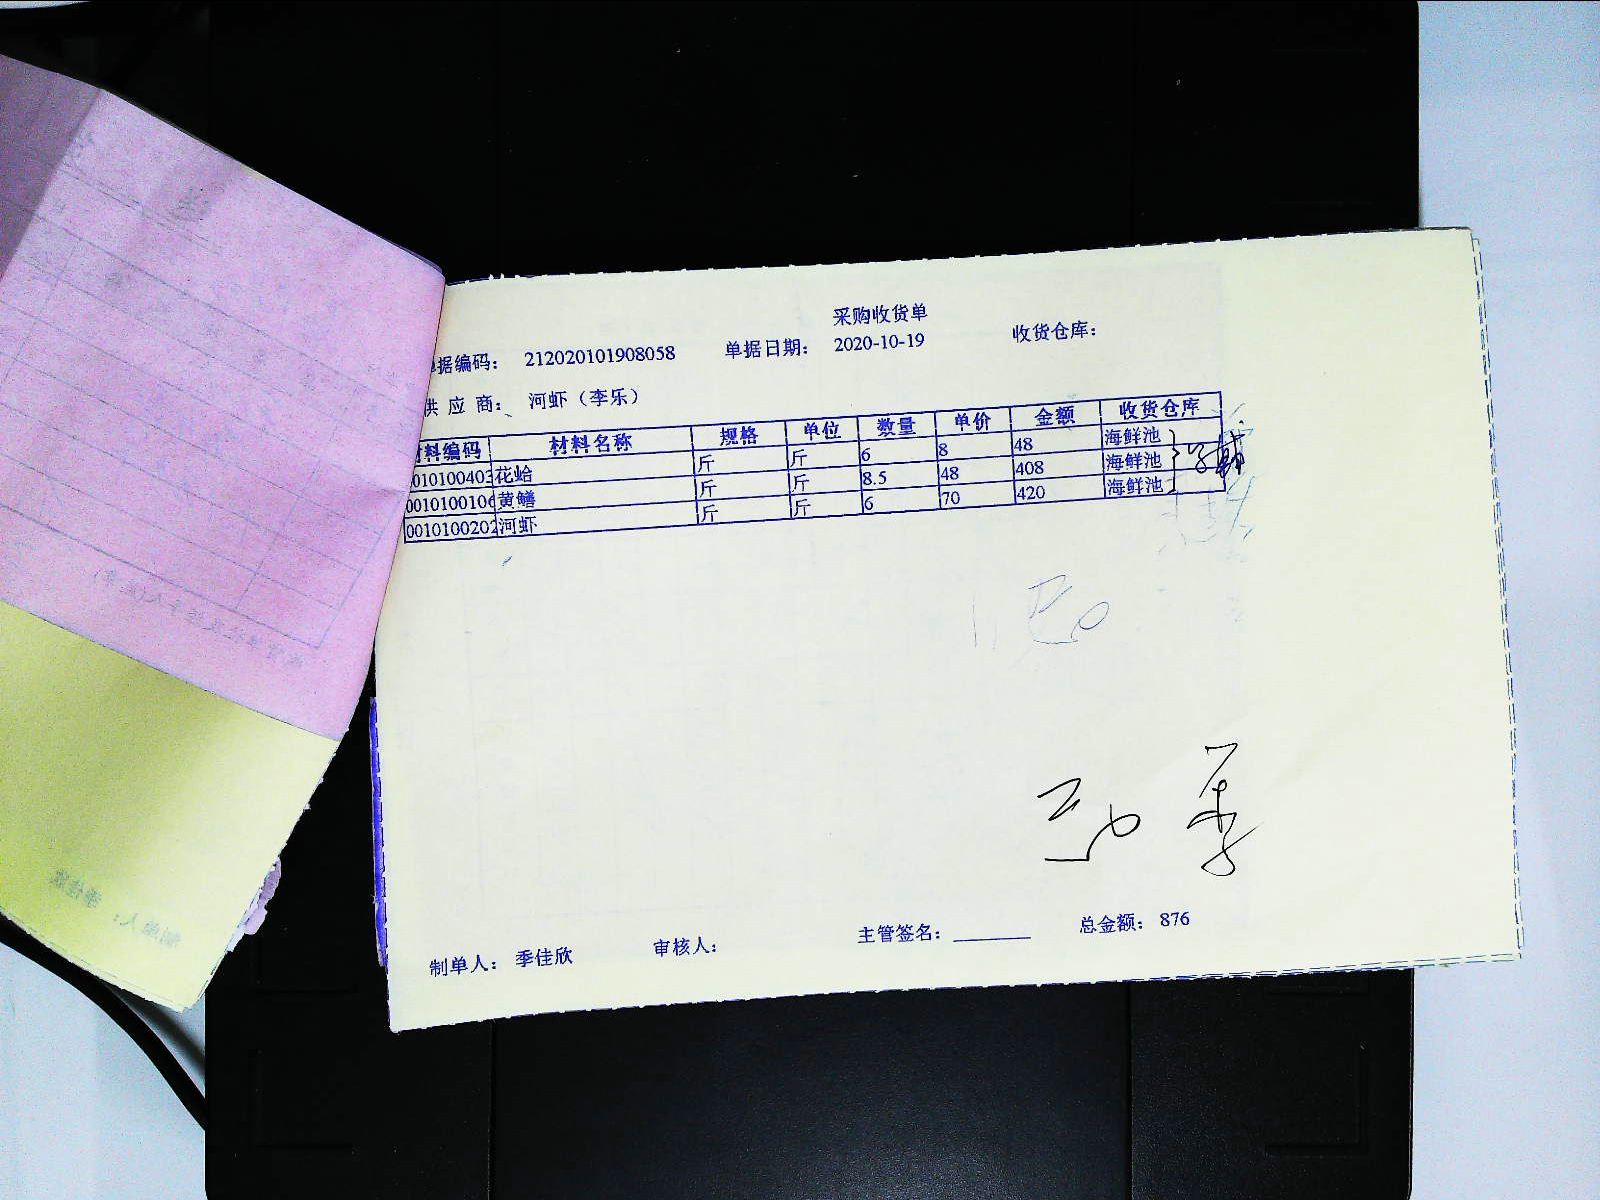 采购收货单
单据编码： 212020101908058 单据日期： 2020-10-19 收货仓库：
供 应 商： 河虾（李乐）
材料编码 材料名称 规格 单位 数量 单价 金额 收货仓库
010100403 花蛤 斤 斤 6 8 48 海鲜池
001010010 黄鳝 斤 斤 8.5 48 408 海鲜池
001010020 河虾 斤 斤 6 70 420 海鲜池
制单人： 季佳欣 审核人： 主管签名： 总金额： 876